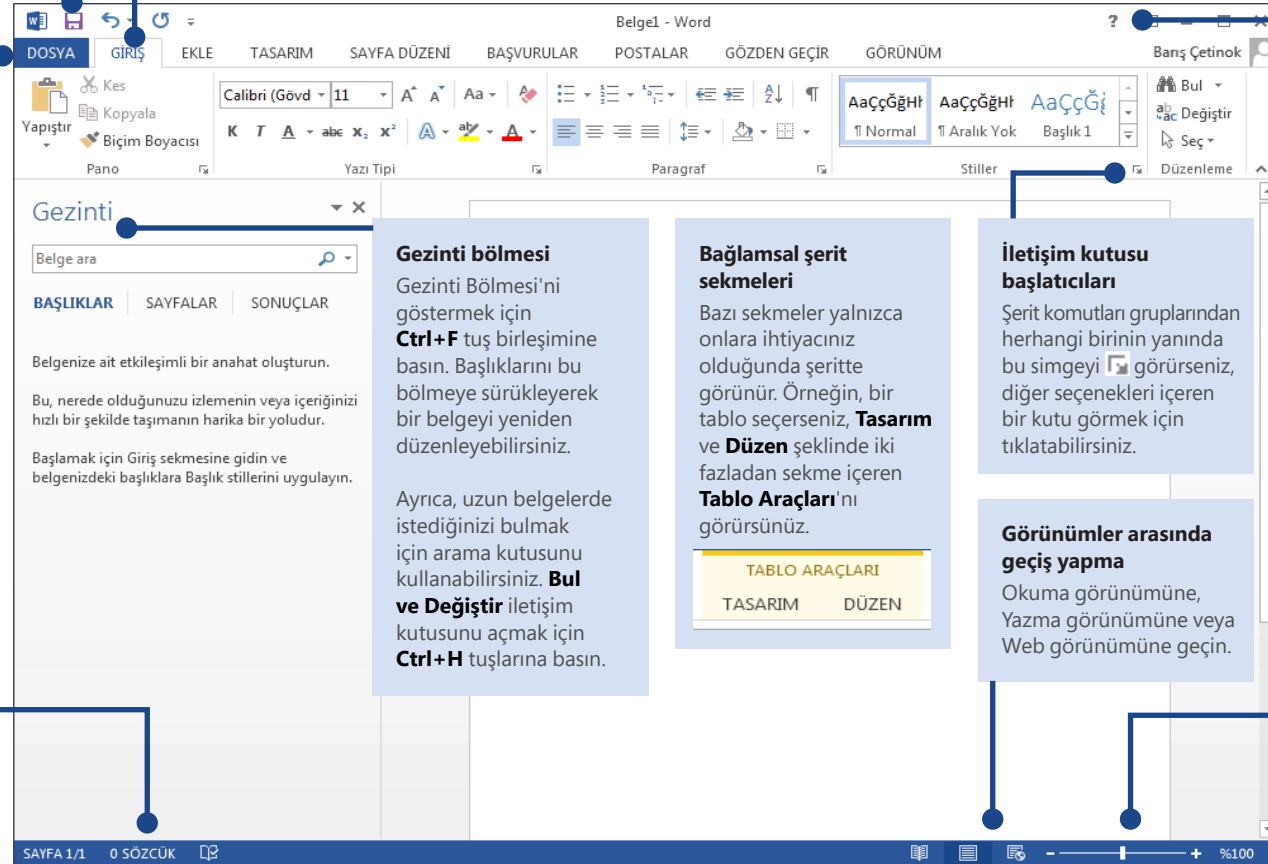 Belge1 - Word
?
DOSYA GİRİŞ EKLE TASARIM SAYFA DÜZENİ BAŞVURULAR POSTALAR GÖZDEN GEÇİR GÖRÜNÜM Barış Çetinok
Yapıştır
Kes
Kopyala
Biçim Boyacısı
Pano
Calibri (Gövd 11 A A Aa
K T A abc x₂ x² A aby A
Yazı Tipi
Paragraf
AaÇçĞğHł AaÇçĞğHł AaÇçĞğ
¶ Normal ¶ Aralık Yok Başlık 1
Stiller
Bul
Değiştir
Seç
Düzenleme
Gezinti
Belge ara
BAŞLIKLAR SAYFALAR SONUÇLAR
Belgenize ait etkileşimli bir anahat oluşturun.
Bu, nerede olduğunuzu izlemenin veya içeriğinizi
hızlı bir şekilde taşımanın harika bir yoludur.
Başlamak için Giriş sekmesine gidin ve
belgenizdeki başlıklara Başlık stillerini uygulayın.
Gezinti bölmesi
Gezinti Bölmesi'ni
göstermek için
Ctrl+F tuş birleşimine
basın. Başlıklarını bu
bölmeye sürükleyerek
bir belgeyi yeniden
düzenleyebilirsiniz.
Ayrıca, uzun belgelerde
istediğinizi bulmak
için arama kutusunu
kullanabilirsiniz. Bul
ve Değiştir iletişim
kutusunu açmak için
Ctrl+H tuşlarına basın.
Bağlamsal şerit
sekmeleri
Bazı sekmeler yalnızca
onlara ihtiyacınız
olduğunda şeritte
görünür. Örneğin, bir
tablo seçerseniz, Tasarım
ve Düzen şeklinde iki
fazladan sekme içeren
Tablo Araçları'nı
görürsünüz.
TABLO ARAÇLARI
TASARIM DÜZEN
İletişim kutusu
başlatıcıları
Şerit komutları gruplarından
herhangi birinin yanında
bu simgeyi görürseniz,
diğer seçenekleri içeren
bir kutu görmek için
tıklatabilirsiniz.
Görünümler arasında
geçiş yapma
Okuma görünümüne,
Yazma görünümüne veya
Web görünümüne geçin.
SAYFA 1/1 0 SÖZCÜK %100